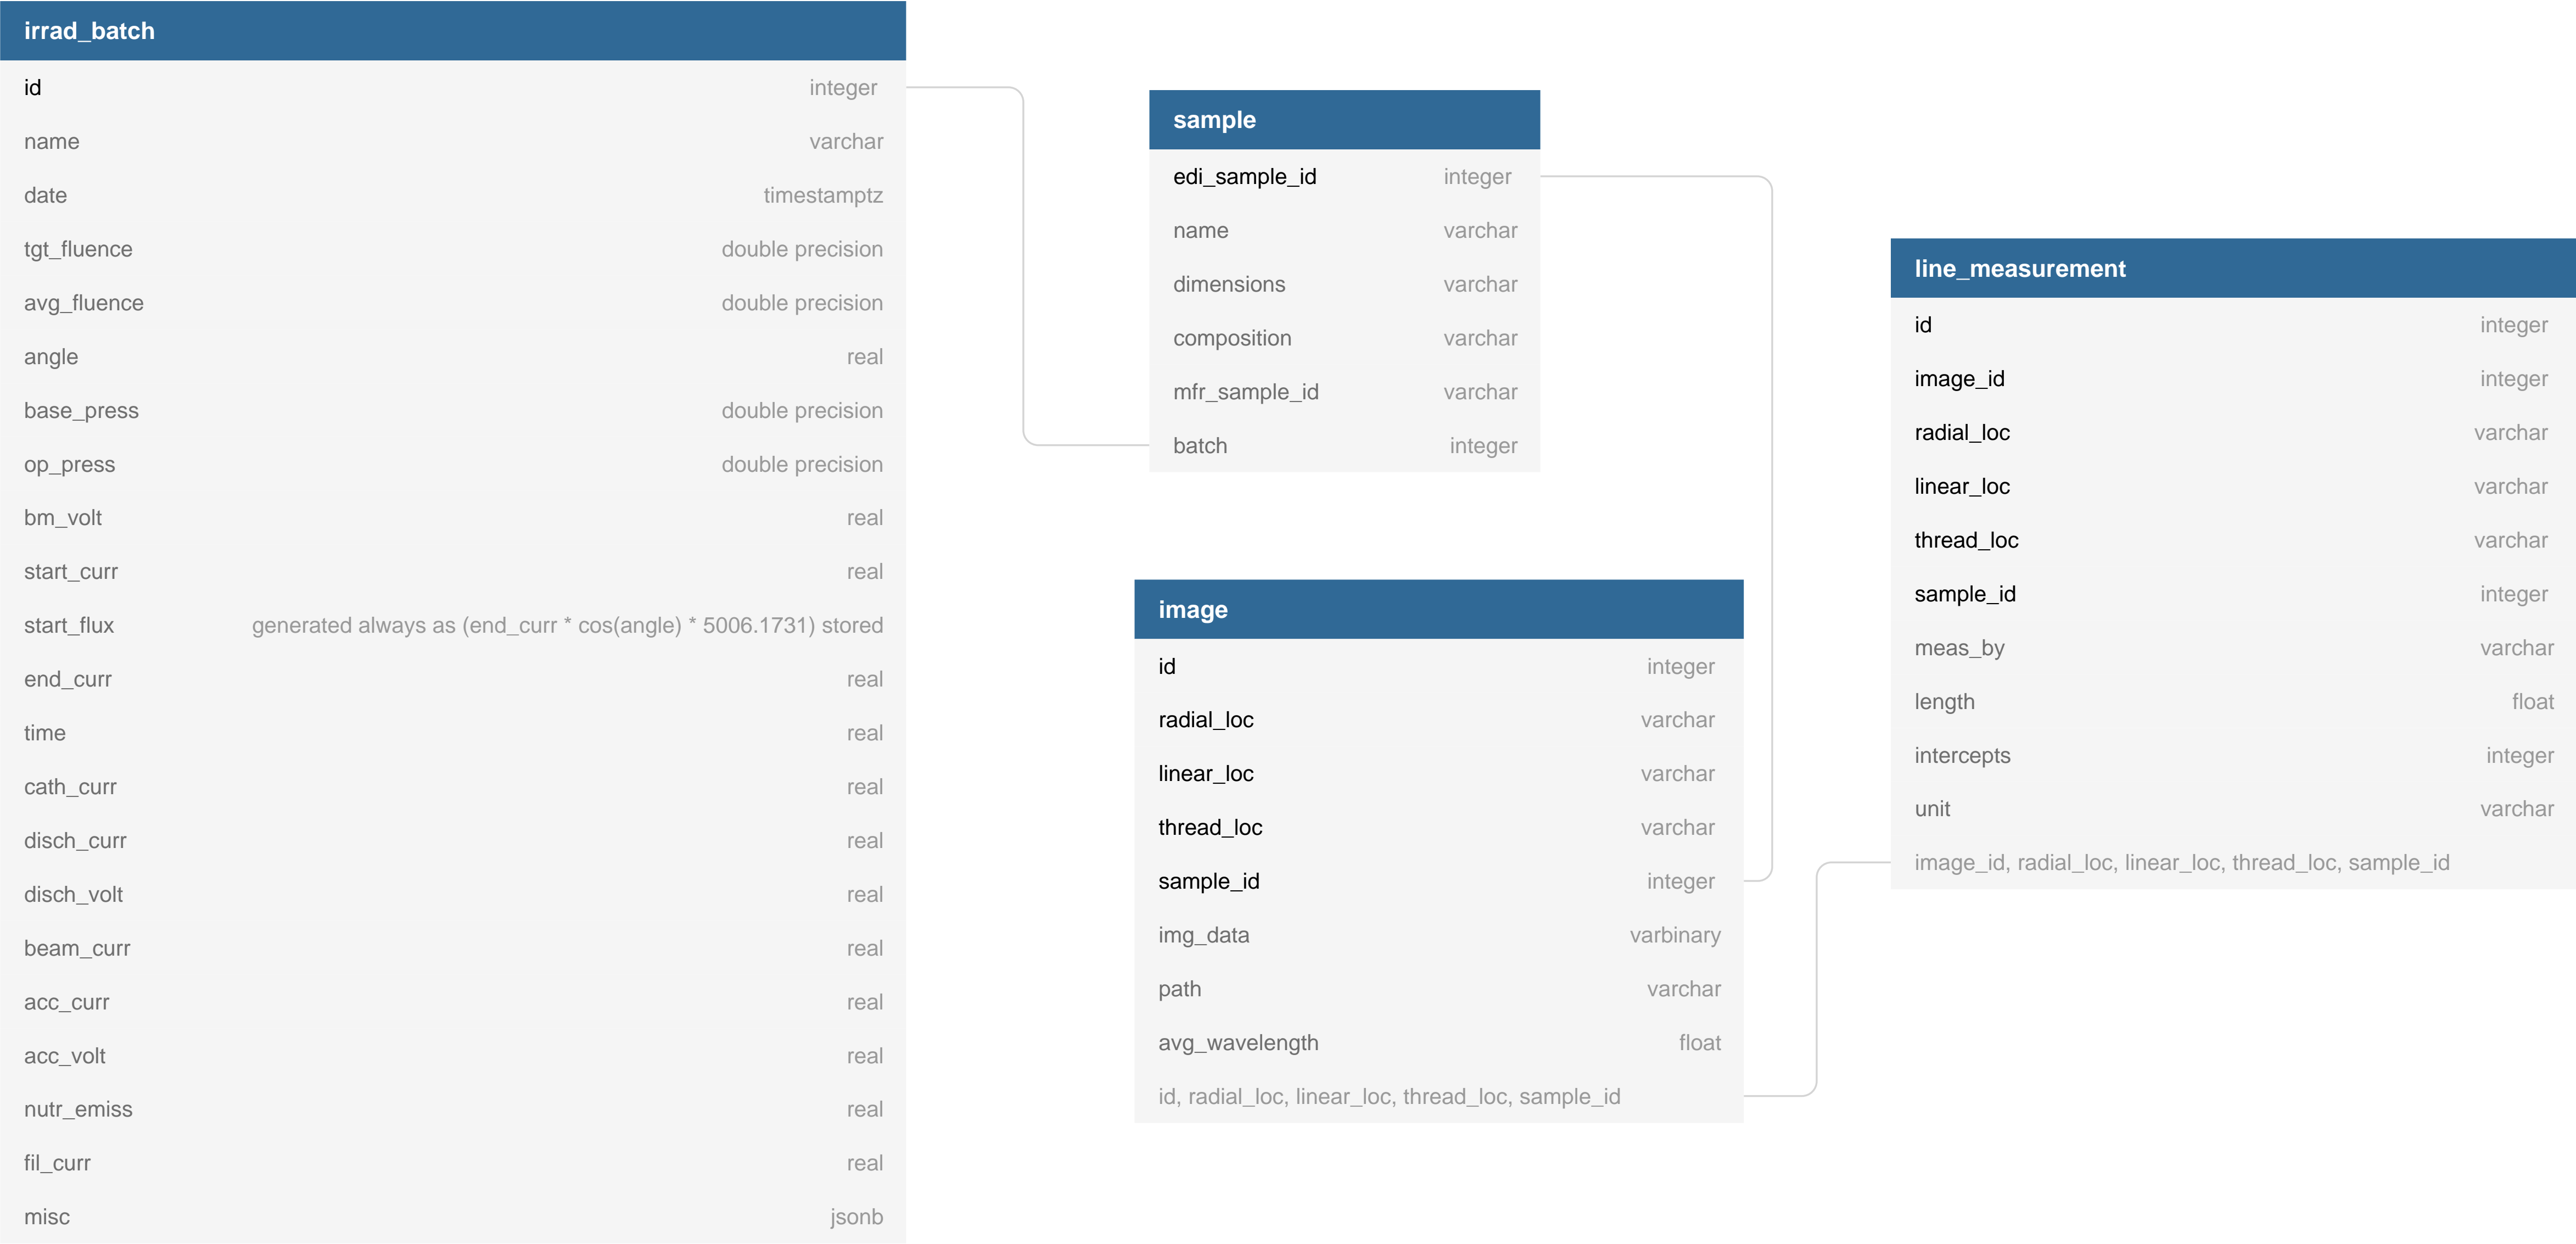 irrad_batch
id integer
name varchar
date timestamptz
tgt_fluence double precision
avg_fluence double precision
angle real
base_press double precision
op_press double precision
bm_volt real
start_curr real
start_flux generated always as (end_curr * cos(angle) * 5006.1731) stored
end_curr real
time real
cath_curr real
disch_curr real
disch_volt real
beam_curr real
acc_curr real
acc_volt real
nutr_emiss real
fil_curr real
misc jsonb
sample
edi_sample_id integer
name varchar
dimensions varchar
composition varchar
mfr_sample_id varchar
batch integer
image
id integer
radial_loc varchar
linear_loc varchar
thread_loc varchar
sample_id integer
img_data varbinary
path varchar
avg_wavelength float
id, radial_loc, linear_loc, thread_loc, sample_id
line_measurement
id integer
image_id integer
radial_loc varchar
linear_loc varchar
thread_loc varchar
sample_id integer
meas_by varchar
length float
intercepts integer
unit varchar
image_id, radial_loc, linear_loc, thread_loc, sample_id